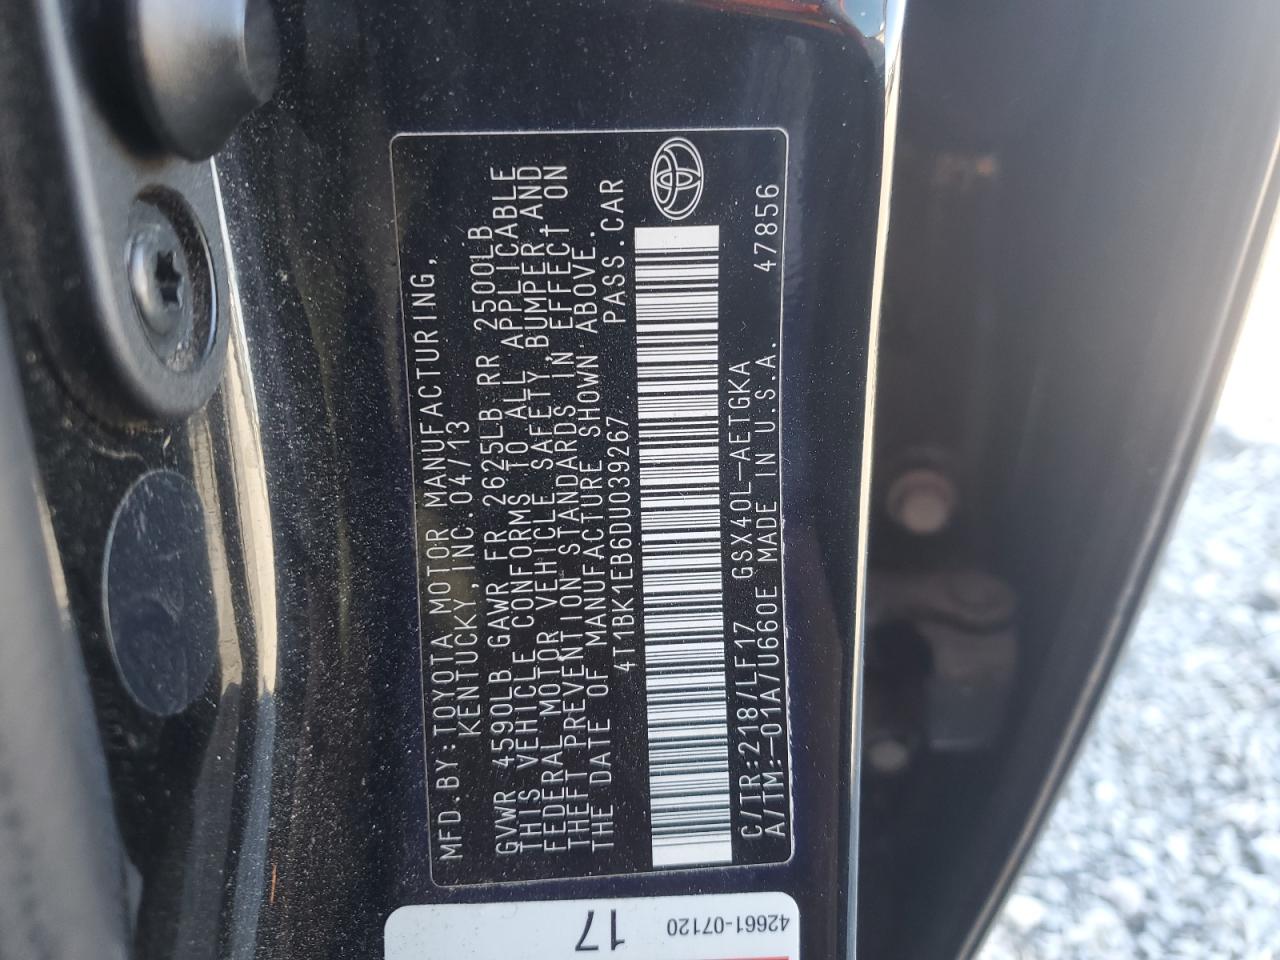 MFD.BY:TOYOTA MOTOR MANUFACTURING,
KENTUCKY,INC.04/13
GVWR 4590LB GAWR FR 2625LB RR 2500LB
THIS VEHICLE CONFORMS TO ALL APPLICABLE
FEDERAL MOTOR VEHICLE SAFETY,BUMPER,AND
THEFT PREVENTION STANDARDS IN EFFECT ON
THE DATE OF MANUFACTURE SHOWN ABOVE.
4T1BK1EB6DU039267 PASS.CAR
C/TR:218/LF17 GSX40L-AETGKA
A/TM:-01A/U660E MADE IN U.S.A. 47856
17
42661-07120